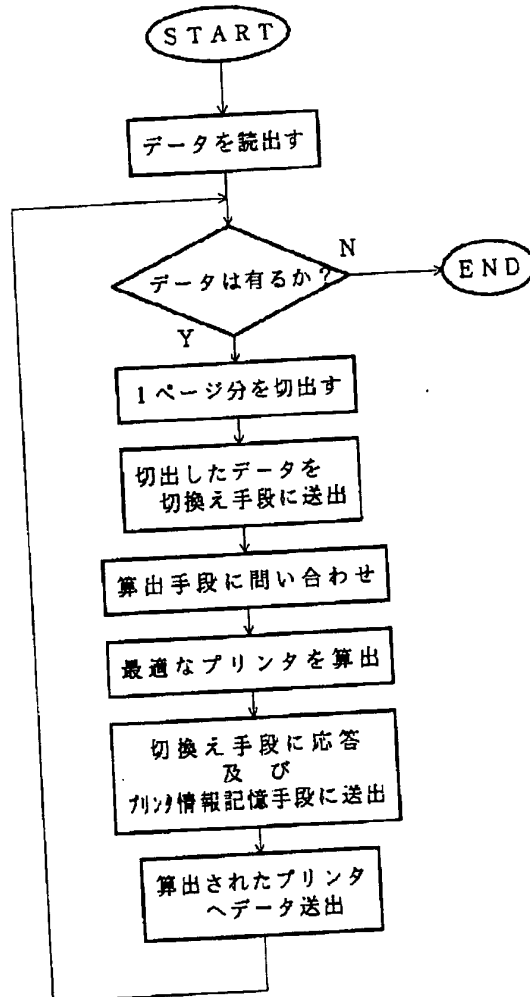 START
データを読出す
データは有るか?
N
END
Y
1ページ分を切出す
切出したデータを
切換え手段に送出
算出手段に問い合わせ
最適なプリンタを算出
切換え手段に応答
及び
プリンタ情報記憶手段に送出
算出されたプリンタ
へデータ送出